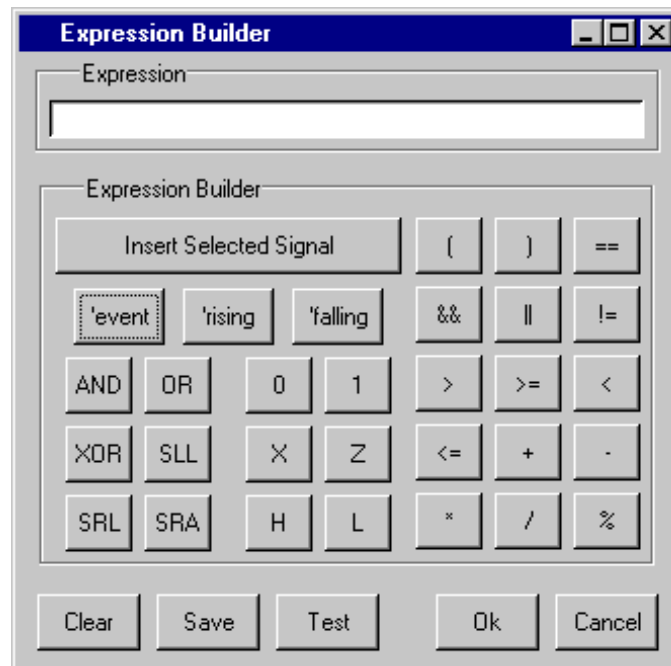 Expression Builder
Expression
Expression Builder
Insert Selected Signal ( ) ==
'event 'rising 'falling && || !=
AND OR 0 1 > >= <
XOR SLL X Z <= + -
SRL SRA H L * / %
Clear Save Test Ok Cancel